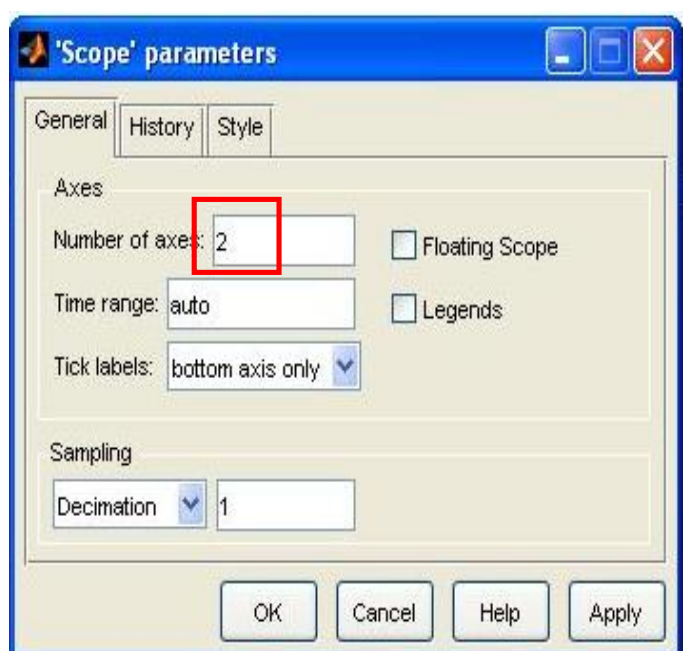 'Scope' parameters
General History Style
Axes
Number of axes: 2 Floating Scope
Time range: auto Legends
Tick labels: bottom axis only
Sampling
Decimation 1
OK Cancel Help Apply